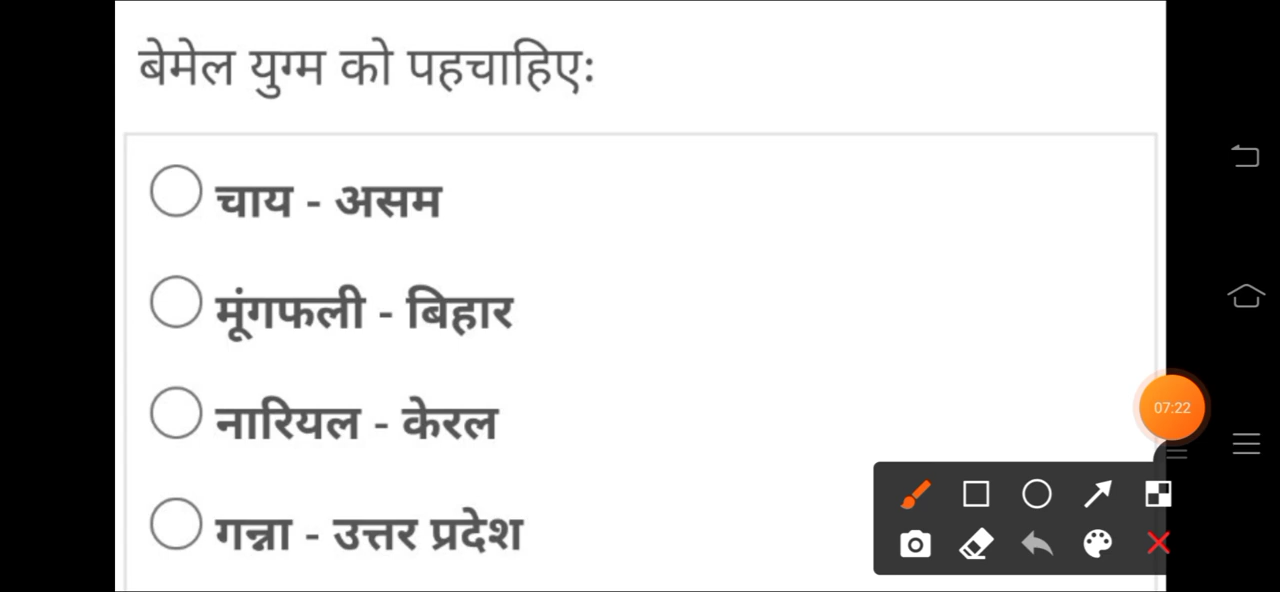 बेमेल युग्म को पहचाहिएः
चाय - असम
मूंगफली - बिहार
नारियल - केरल
गन्ना - उत्तर प्रदेश
07:22